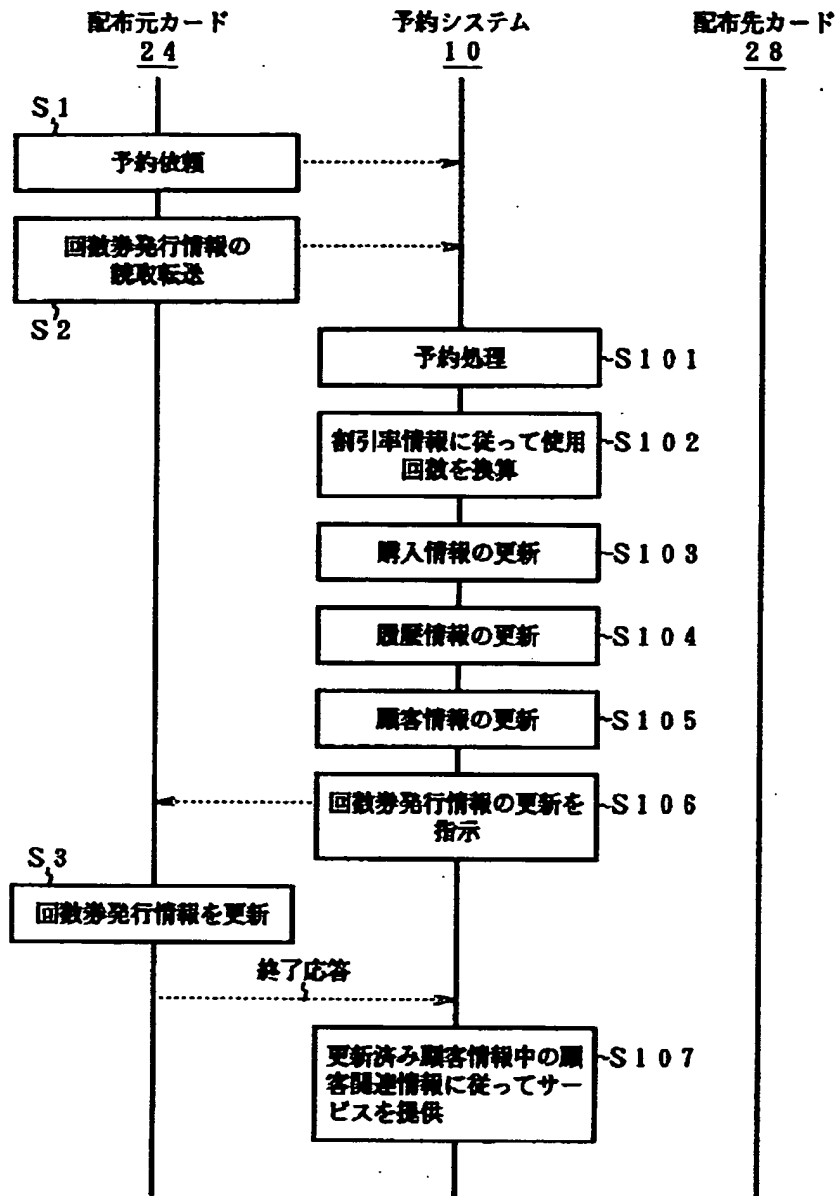 配布元カード
24
予約システム
10
配布先カード
28
S1
予約依頼
回数券発行情報の
読取転送
S2
予約処理
S101
割引率情報に従って使用
回数を換算
S102
購入情報の更新
S103
履歴情報の更新
S104
顧客情報の更新
S105
回数券発行情報の更新を
指示
S106
S3
回数券発行情報を更新
終了応答
更新済み顧客情報中の顧
客関連情報に従ってサー
ビスを提供
S107